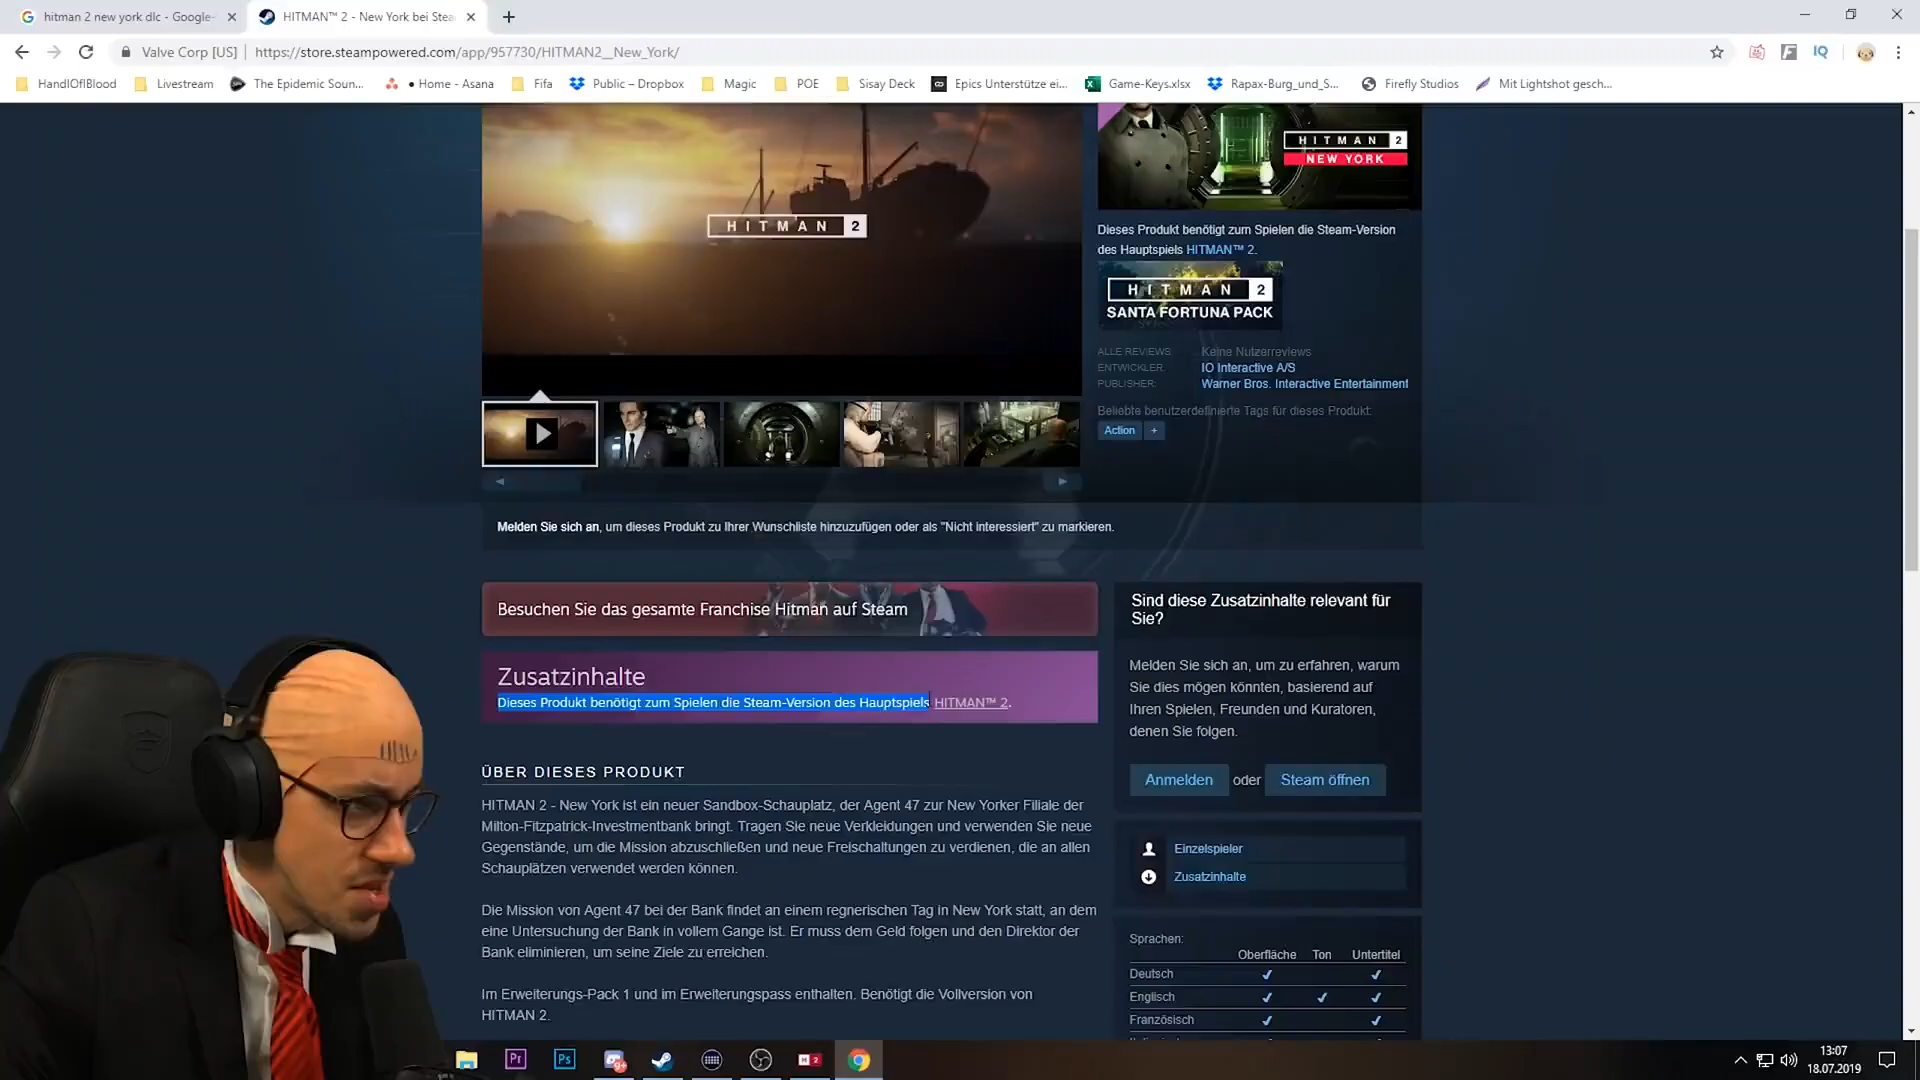 hitman 2 new york dlc - Google-
HITMAN™ 2 - New York bei Stea
Valve Corp [US]
https://store.steampowered.com/app/957730/HITMAN2__New_York/
HandIOfIBlood
Livestream
The Epidemic Soun...
• Home - Asana
Fifa
Public – Dropbox
Magic
POE
Sisay Deck
Epics Unterstütze ei...
Game-Keys.xlsx
Rapax-Burg_und_S...
Firefly Studios
Mit Lightshot gesch...
HITMAN 2
HITMAN 2
NEW YORK
Dieses Produkt benötigt zum Spielen die Steam-Version
des Hauptspiels HITMAN™ 2.
HITMAN 2
SANTA FORTUNA PACK
ALLE REVIEWS: Keine Nutzerreviews
ENTWICKLER: IO Interactive A/S
PUBLISHER: Warner Bros. Interactive Entertainment
Beliebte benutzerdefinierte Tags für dieses Produkt:
Action +
Melden Sie sich an, um dieses Produkt zu Ihrer Wunschliste hinzuzufügen oder als "Nicht interessiert" zu markieren.
Besuchen Sie das gesamte Franchise Hitman auf Steam
Zusatzinhalte
Dieses Produkt benötigt zum Spielen die Steam-Version des Hauptspiels HITMAN™ 2.
ÜBER DIESES PRODUKT
HITMAN 2 - New York ist ein neuer Sandbox-Schauplatz, der Agent 47 zur New Yorker Filiale der
Milton-Fitzpatrick-Investmentbank bringt. Tragen Sie neue Verkleidungen und verwenden Sie neue
Gegenstände, um die Mission abzuschließen und neue Freischaltungen zu verdienen, die an allen
Schauplätzen verwendet werden können.
Die Mission von Agent 47 bei der Bank findet an einem regnerischen Tag in New York statt, an dem
eine Untersuchung der Bank in vollem Gange ist. Er muss dem Geld folgen und den Direktor der
Bank eliminieren, um seine Ziele zu erreichen.
Im Erweiterungs-Pack 1 und im Erweiterungspass enthalten. Benötigt die Vollversion von
HITMAN 2.
Sind diese Zusatzinhalte relevant für
Sie?
Melden Sie sich an, um zu erfahren, warum
Sie dies mögen könnten, basierend auf
Ihren Spielen, Freunden und Kuratoren,
denen Sie folgen.
Anmelden oder Steam öffnen
Einzelspieler
Zusatzinhalte
Sprachen:
Oberfläche Ton Untertitel
Deutsch ✔ ✔
Englisch ✔ ✔ ✔
Französisch ✔ ✔
Pr
Ps
9+
H 2
13:07
18.07.2019